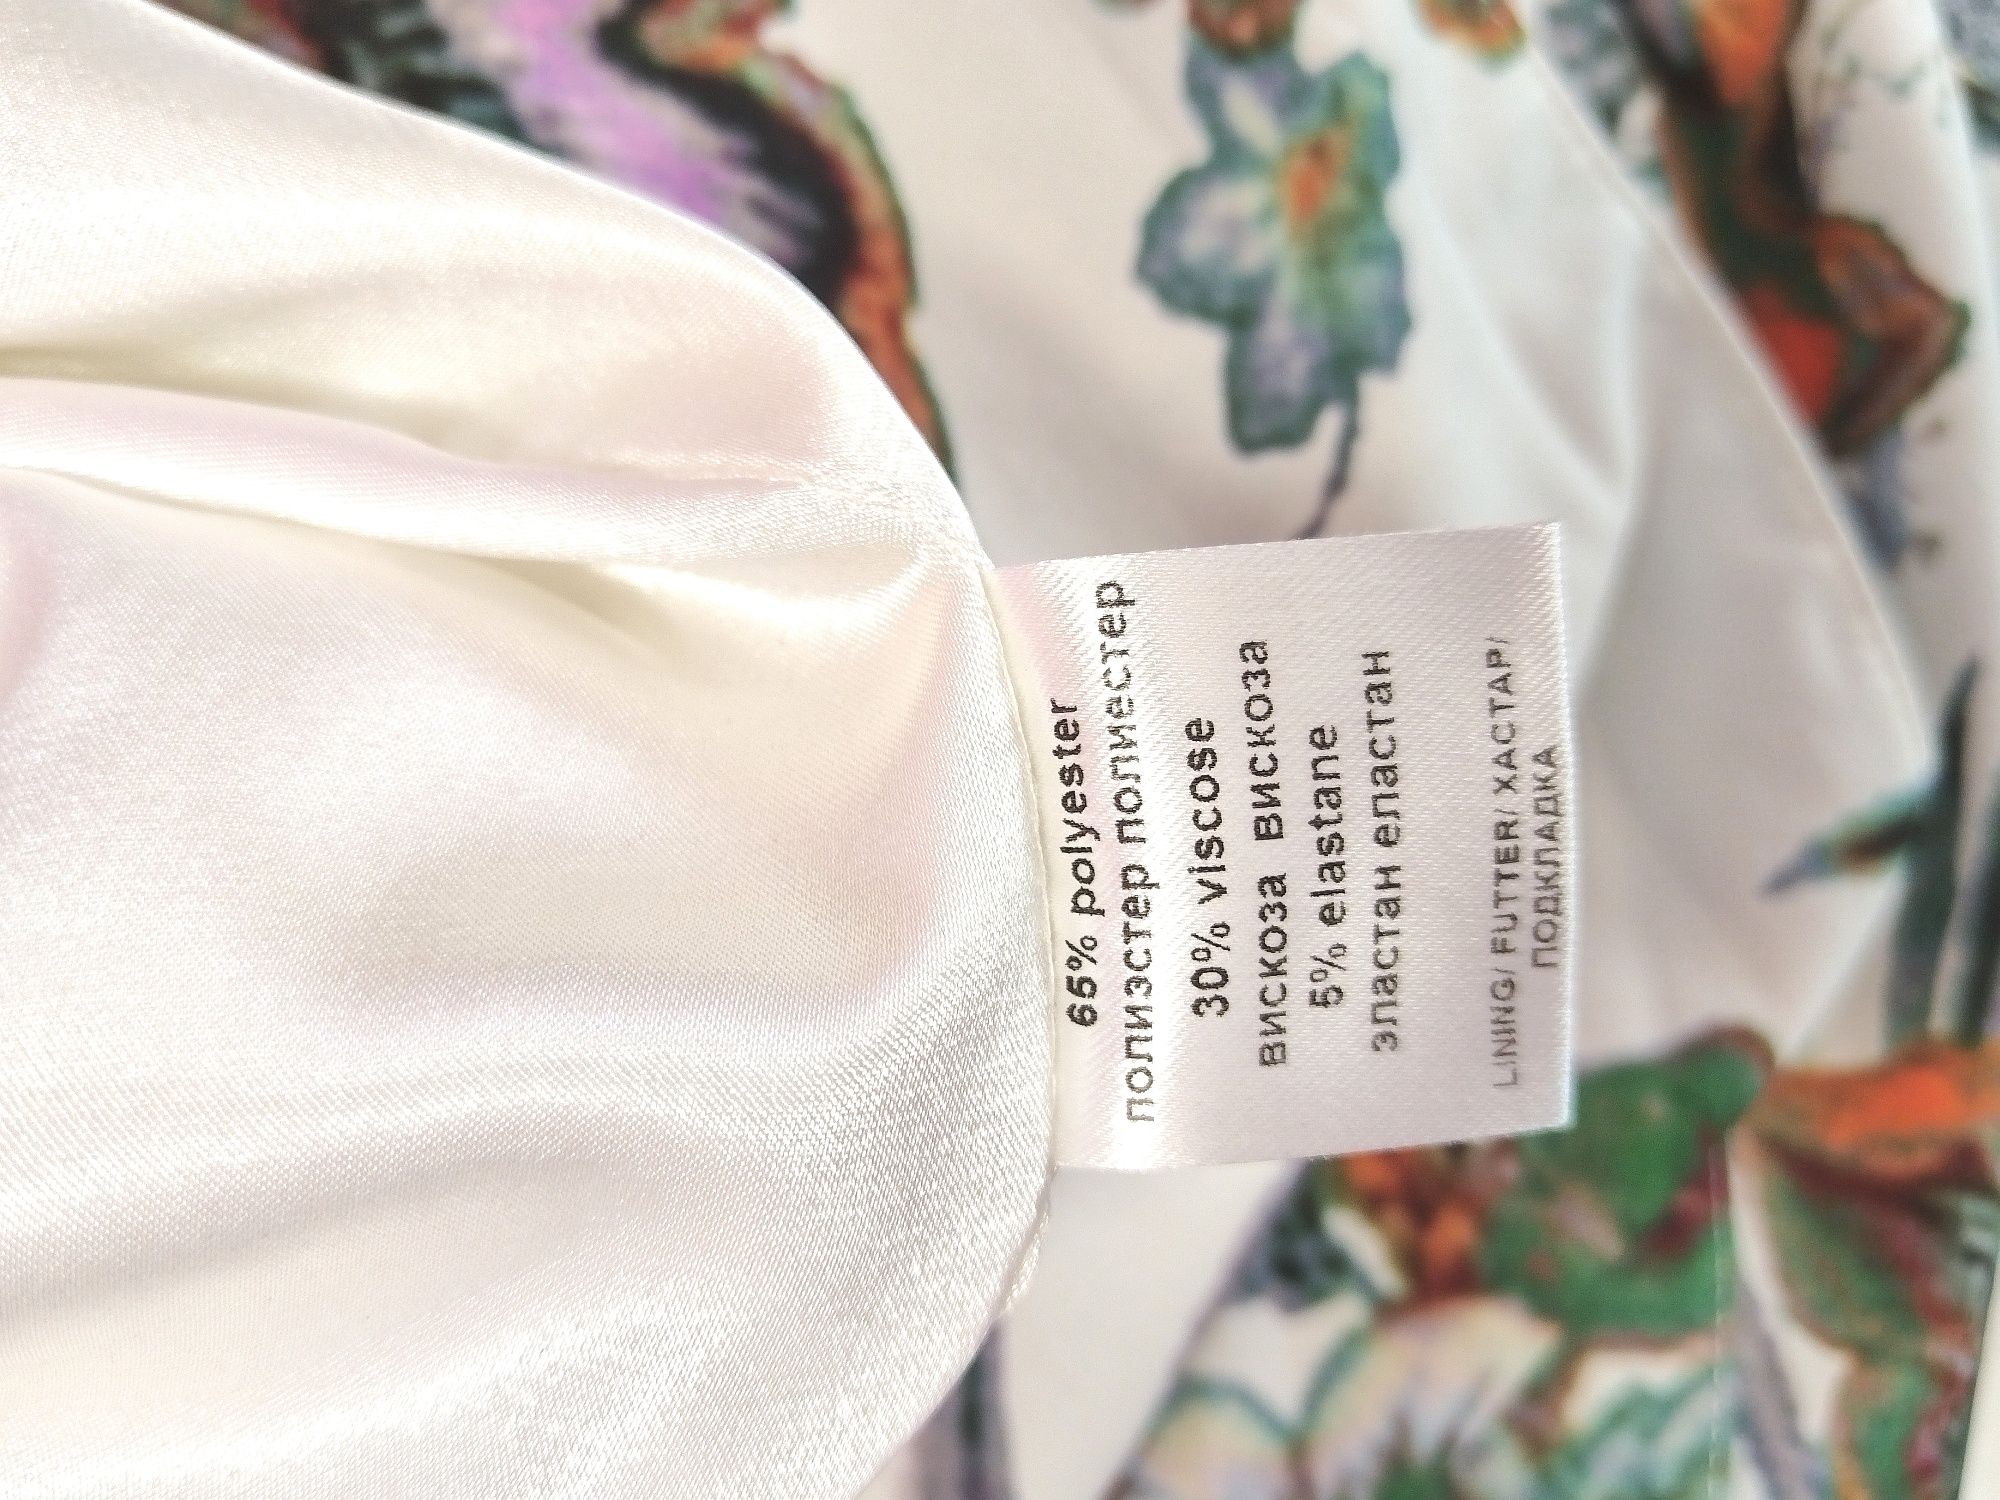 65% polyester
полиэстер полиестер
30% viscose
вискоза вискоза
5% elastane
эластан еластан
LINING/ FUTTER/ ХАСТАР/
ПОДКЛАДКА